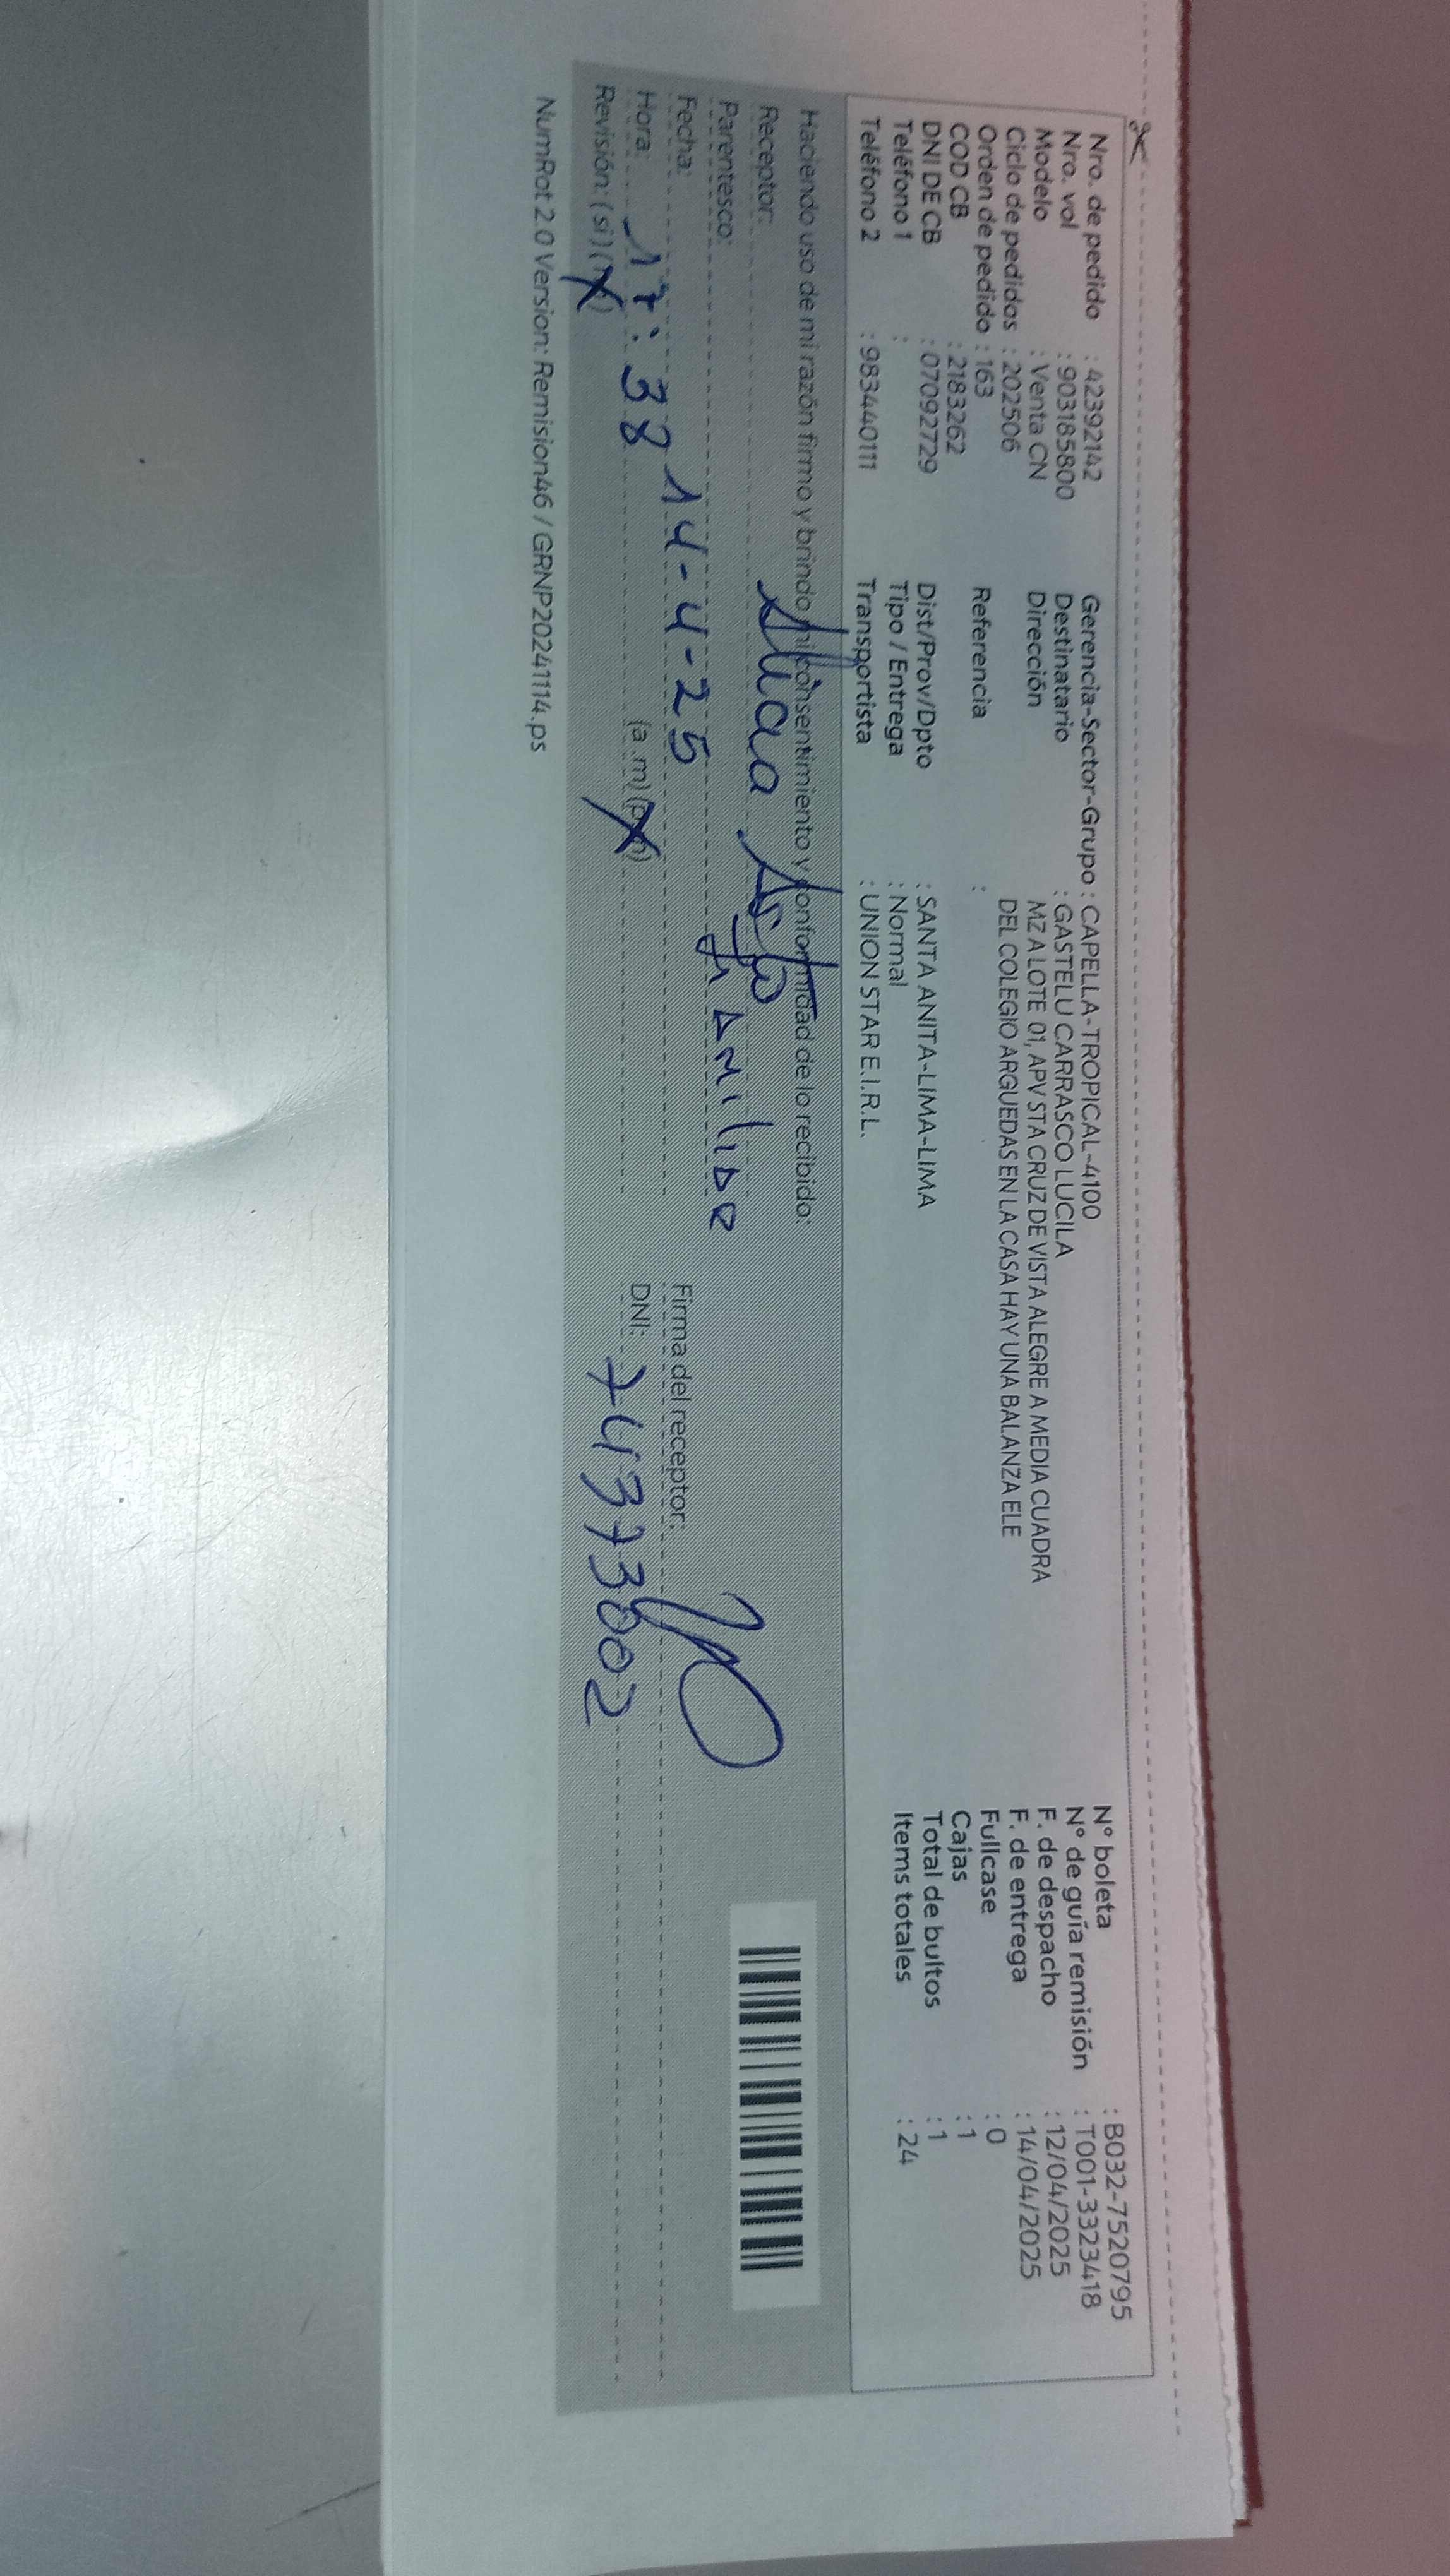 Nro. de pedido : 42392142
Nro. vol : 903185800
Modelo : Venta CN
Ciclo de pedidos : 202506
Orden de pedido : 163
COD CB : 2183262
DNI DE CB : 07092729
Teléfono 1 :
Teléfono 2 : 983440111
Gerencia-Sector-Grupo : CAPELLA-TROPICAL-4100
Destinatario : GASTELU CARRASCO LUCILA
Dirección MZ A LOTE 01, APV STA CRUZ DE VISTA ALEGRE A MEDIA CUADRA
DEL COLEGIO ARGUEDAS EN LA CASA HAY UNA BALANZA ELE
Referencia :
Dist/Prov/Dpto : SANTA ANITA-LIMA-LIMA
Tipo / Entrega : Normal
Transportista : UNION STAR E.I.R.L.
N° boleta : B032-7520795
N° de guía remisión : T001-3323418
F. de despacho : 12/04/2025
F. de entrega : 14/04/2025
Fullcase : 0
Cajas : 1
Total de bultos : 1
Items totales : 24
Haciendo uso de mi razón firmo y brindo mi consentimiento y conformidad de lo recibido:
Receptor:
Parentesco: FAMILIAR
Fecha: 14-4-25
Hora: 17:38 (a.m) (p.m)
Revisión: (si) (no)
Firma del receptor:
DNI: 74373002
NumRot 2.0 Version: Remision46 / GRNP20241114.ps